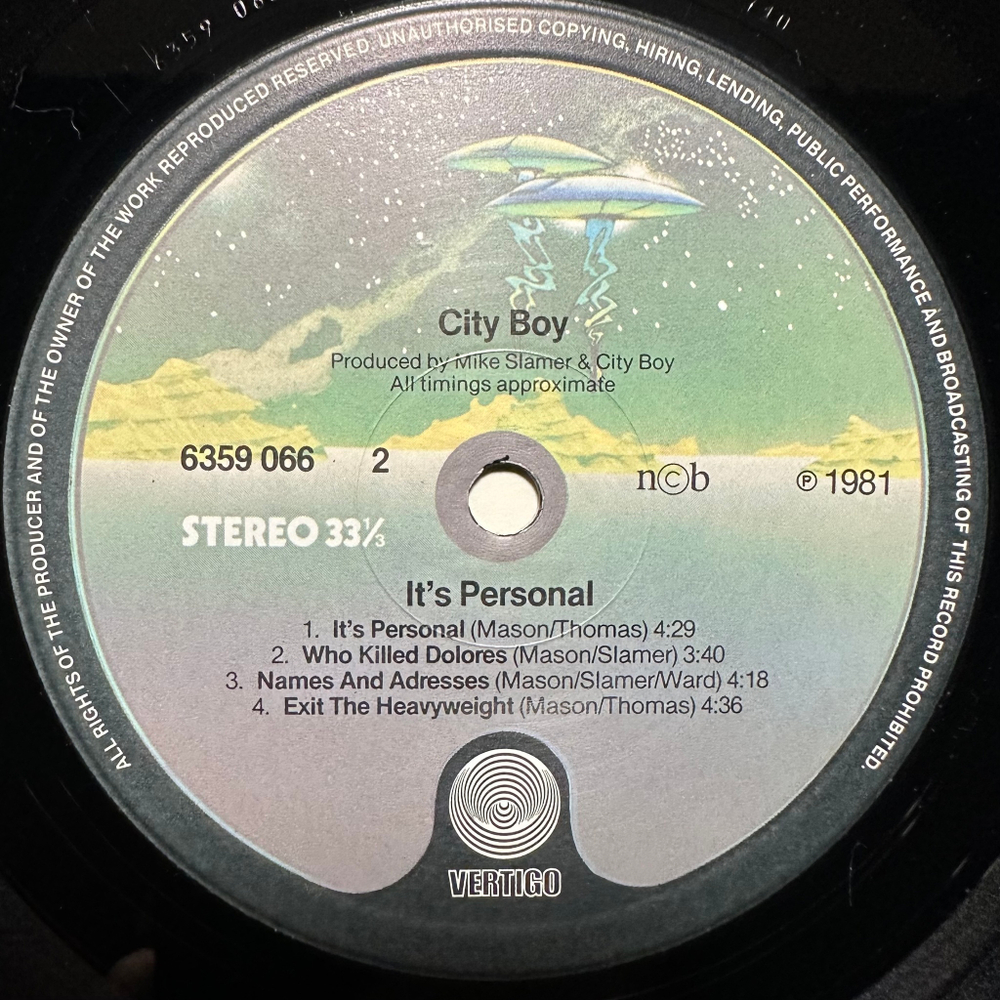 ALL RIGHTS OF THE PRODUCER AND OF THE OWNER OF THE WORK REPRODUCED RESERVED. UNAUTHORISED COPYING, HIRING, LENDING, PUBLIC PERFORMANCE AND BROADCASTING OF THIS RECORD PROHIBITED.
City Boy
Produced by Mike Slamer & City Boy
All timings approximate
6359 066 2 n©b ℗ 1981
STEREO 33⅓
It's Personal
1. It's Personal (Mason/Thomas) 4:29
2. Who Killed Dolores (Mason/Slamer) 3:40
3. Names And Adresses (Mason/Slamer/Ward) 4:18
4. Exit The Heavyweight (Mason/Thomas) 4:36
VERTIGO